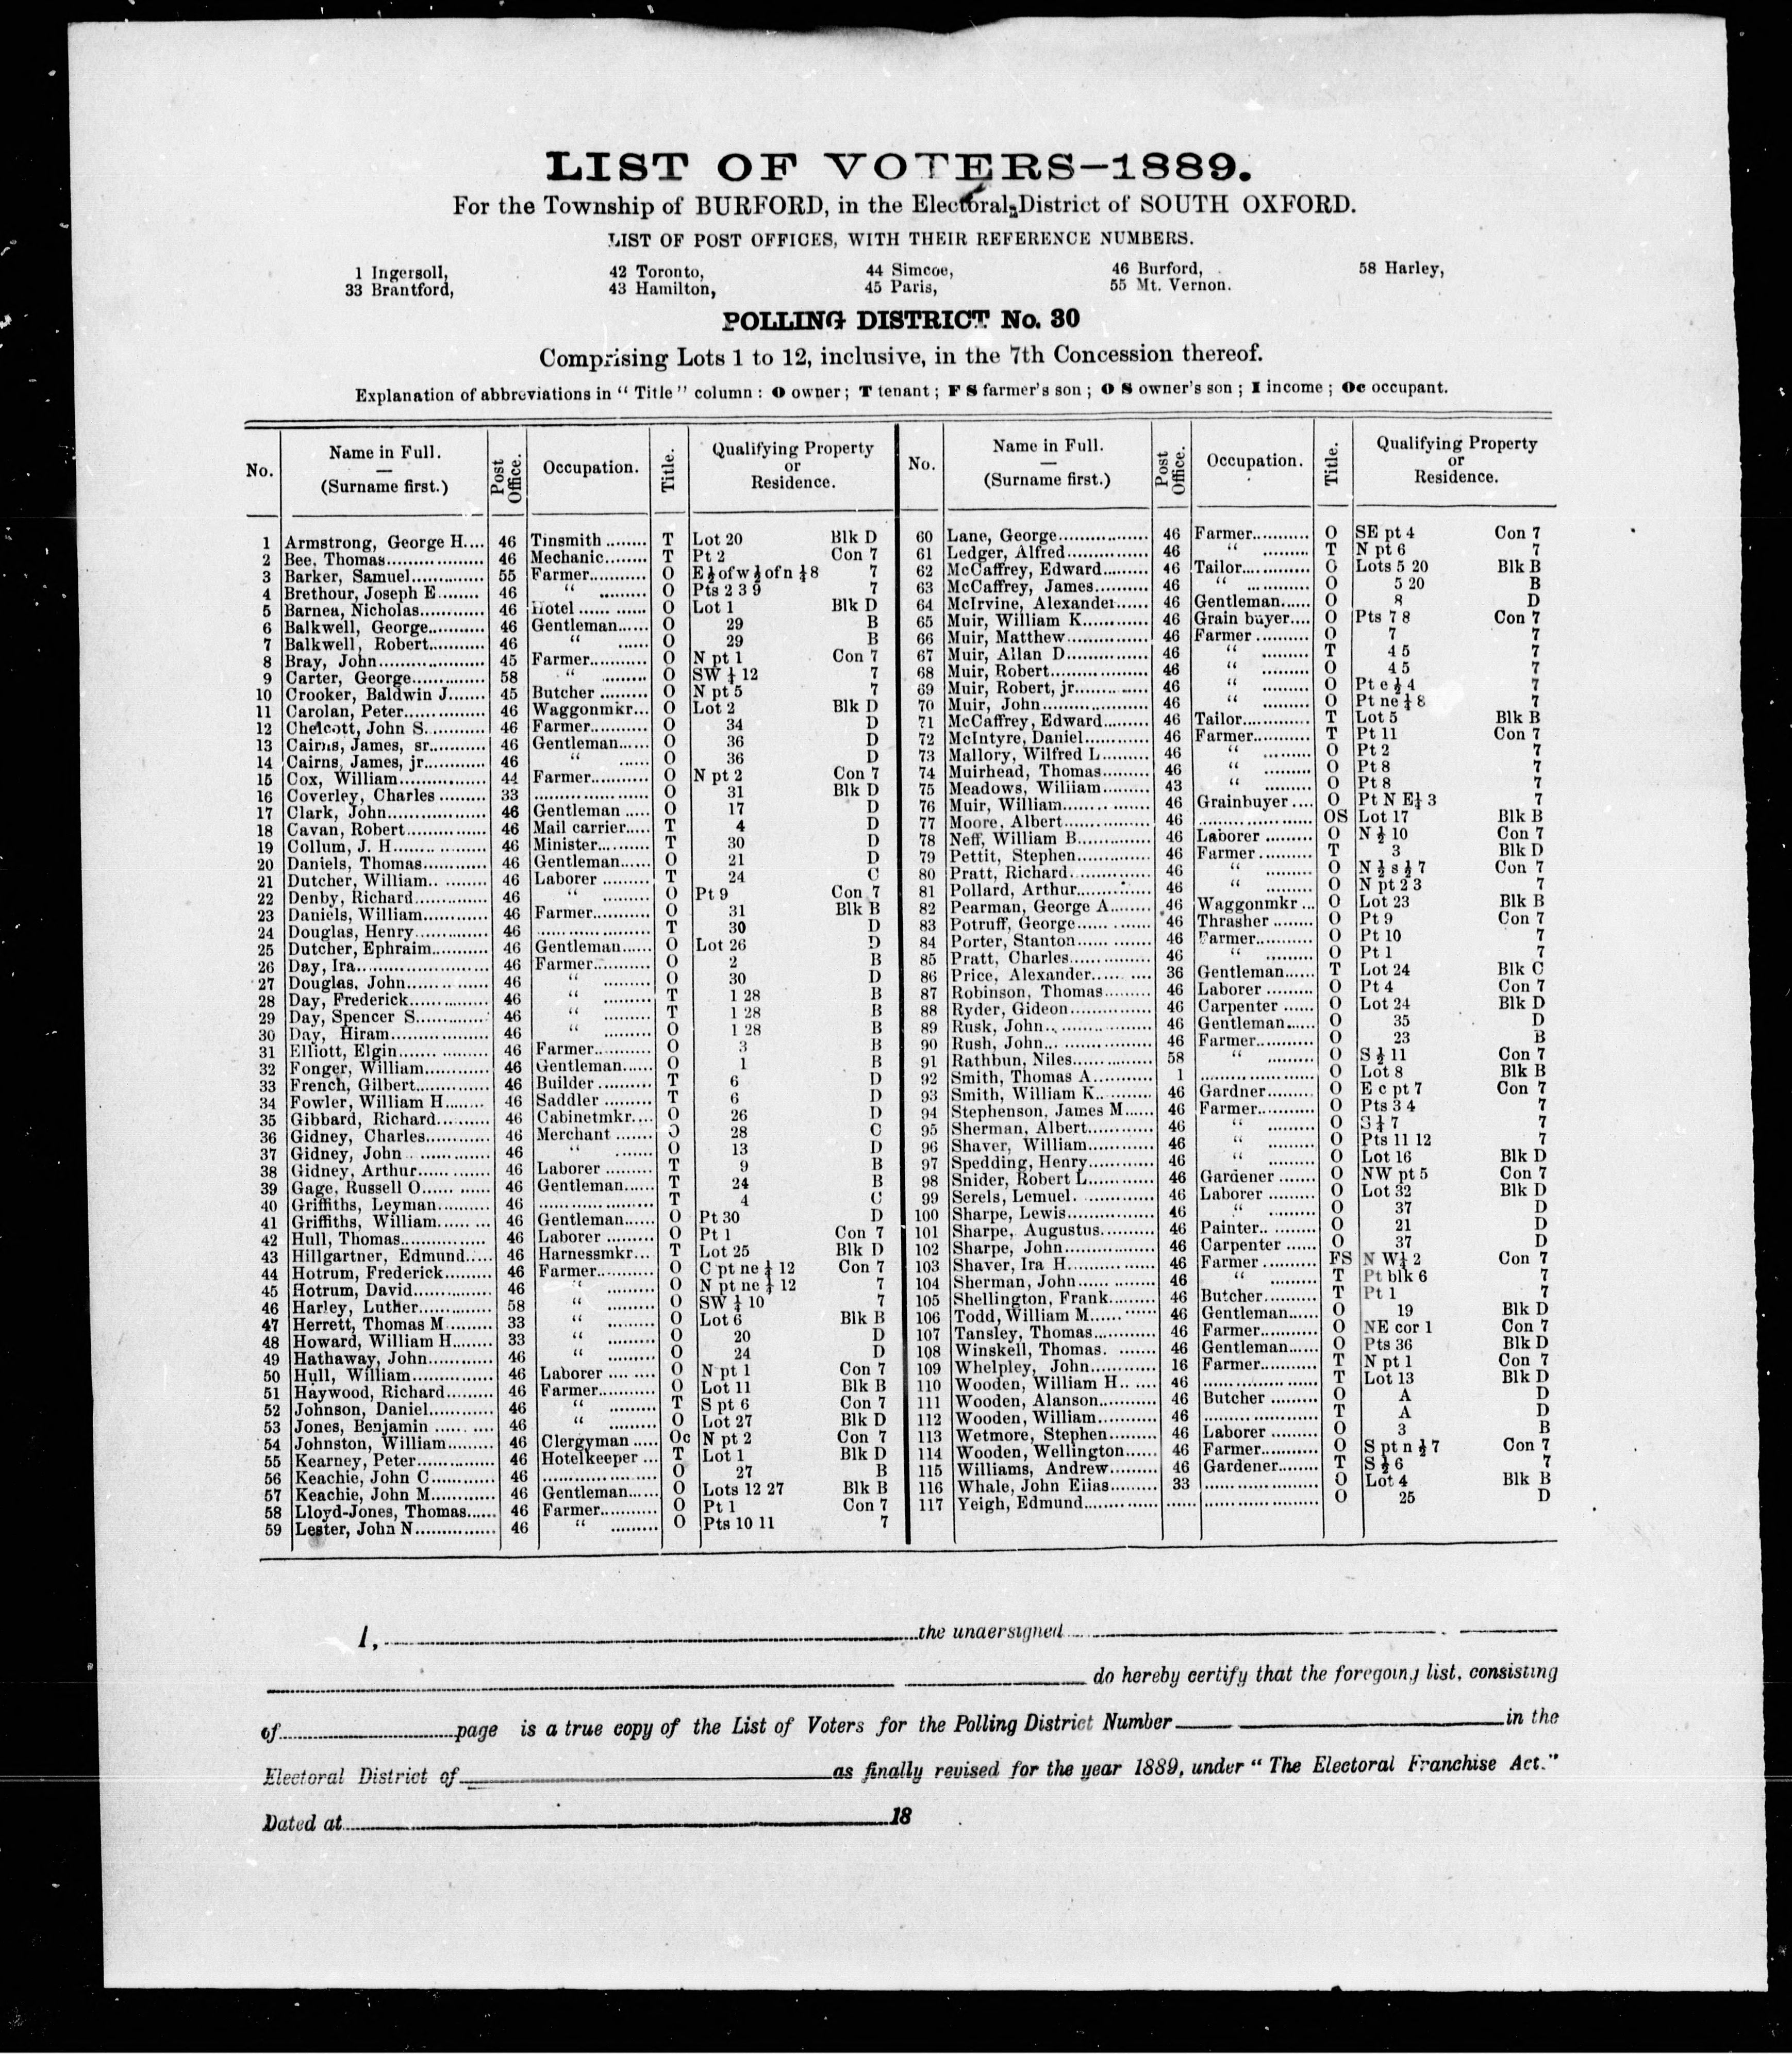 LIST OF VOTERS–1889.
For the Township of BURFORD, in the Electoral District of SOUTH OXFORD.
LIST OF POST OFFICES, WITH THEIR REFERENCE NUMBERS.
1 Ingersoll, 42 Toronto, 44 Simcoe, 46 Burford, 58 Harley,
33 Brantford, 43 Hamilton, 45 Paris, 55 Mt. Vernon.
POLLING DISTRICT No. 30
Comprising Lots 1 to 12, inclusive, in the 7th Concession thereof.
Explanation of abbreviations in “ Title ” column : O owner ; T tenant ; F S farmer's son ; O S owner's son ; I income ; Oc occupant.
No. Name in Full. — (Surname first.) Post Office. Occupation. Title. Qualifying Property or Residence.
1 Armstrong, George H.... 46 Tinsmith ........ T Lot 20 Blk D
2 Bee, Thomas.................. 46 Mechanic........ T Pt 2 Con 7
3 Barker, Samuel.............. 55 Farmer........... O E ½ of w ½ of n ¼ 8 7
4 Brethour, Joseph E ........ 46 “ ......... O Pts 2 3 9 7
5 Barnea, Nicholas............ 46 Hotel ............ O Lot 1 Blk D
6 Balkwell, George........... 46 Gentleman...... O 29 B
7 Balkwell, Robert........... 46 “ ...... O 29 B
8 Bray, John.................... 45 Farmer........... O N pt 1 Con 7
9 Carter, George.............. 58 “ ......... O SW ¼ 12 7
10 Crooker, Baldwin J....... 45 Butcher ......... O N pt 5 7
11 Carolan, Peter............... 46 Waggonmkr... O Lot 2 Blk D
12 Chelcott, John S............ 46 Farmer........... O 34 D
13 Cairns, James, sr........... 46 Gentleman...... O 36 D
14 Cairns, James, jr............ 46 “ ...... O 36 D
15 Cox, William................ 44 Farmer........... O N pt 2 Con 7
16 Coverley, Charles ......... 33 ...................... O 31 Blk D
17 Clark, John................... 46 Gentleman ..... O 17 D
18 Cavan, Robert............... 46 Mail carrier..... T 4 D
19 Collum, J. H ................ 46 Minister.......... T 30 D
20 Daniels, Thomas............ 46 Gentleman...... O 21 D
21 Dutcher, William.......... 46 Laborer ......... T 24 C
22 Denby, Richard............. 46 “ ......... O Pt 9 Con 7
23 Daniels, William............ 46 Farmer........... O 31 Blk B
24 Douglas, Henry.............. 46 ...................... T 30 D
25 Dutcher, Ephraim.......... 46 Gentleman...... O Lot 26 D
26 Day, Ira........................ 46 Farmer........... O 2 B
27 Douglas, John............... 46 “ ......... O 30 D
28 Day, Frederick.............. 46 “ ......... T 1 28 B
29 Day, Spencer S............. 46 “ ......... T 1 28 B
30 Day, Hiram.................. 46 “ ......... O 1 28 B
31 Elliott, Elgin................ 46 Farmer........... O 3 B
32 Fonger, William............ 46 Gentleman...... O 1 B
33 French, Gilbert.............. 46 Builder .......... T 6 D
34 Fowler, William H........ 46 Saddler ......... T 6 D
35 Gibbard, Richard.......... 46 Cabinetmkr.... O 26 D
36 Gidney, Charles............ 46 Merchant ....... O 28 C
37 Gidney, John ............... 46 “ ....... O 13 D
38 Gidney, Arthur............. 46 Laborer ......... T 9 B
39 Gage, Russell O............ 46 Gentleman...... T 24 B
40 Griffiths, Leyman.......... 46 ...................... T 4 C
41 Griffiths, William.......... 46 Gentleman...... O Pt 30 D
42 Hull, Thomas................ 46 Laborer ......... O Pt 1 Con 7
43 Hillgartner, Edmund..... 46 Harnessmkr... T Lot 25 Blk D
44 Hotrum, Frederick......... 46 Farmer........... O C pt ne ¼ 12 Con 7
45 Hotrum, David.............. 46 “ ......... O N pt ne ¼ 12 7
46 Harley, Luther.............. 58 “ ......... O SW ¼ 10 7
47 Herrett, Thomas M ....... 33 “ ......... O Lot 6 Blk B
48 Howard, William H....... 33 “ ......... O 20 D
49 Hathaway, John............ 46 “ ......... O 24 D
50 Hull, William............... 46 Laborer ........ O N pt 1 Con 7
51 Haywood, Richard......... 46 Farmer........... O Lot 11 Blk B
52 Johnson, Daniel............ 46 “ ......... T S pt 6 Con 7
53 Jones, Benjamin ........... 46 “ ......... O Lot 27 Blk D
54 Johnston, William......... 46 Clergyman ..... Oc N pt 2 Con 7
55 Kearney, Peter.............. 46 Hotelkeeper ... T Lot 1 Blk D
56 Keachie, John C............ 46 ...................... O 27 B
57 Keachie, John M........... 46 Gentleman...... O Lots 12 27 Blk B
58 Lloyd-Jones, Thomas...... 46 Farmer........... O Pt 1 Con 7
59 Lester, John N............... 46 “ ......... O Pts 10 11 7
No. Name in Full. — (Surname first.) Post Office. Occupation. Title. Qualifying Property or Residence.
60 Lane, George................. 46 Farmer........... O SE pt 4 Con 7
61 Ledger, Alfred............... 46 “ ......... T N pt 6 7
62 McCaffrey, Edward......... 46 Tailor............. O Lots 5 20 Blk B
63 McCaffrey, James.......... 46 “ ............ O 5 20 B
64 McIrvine, Alexander...... 46 Gentleman...... O 8 D
65 Muir, William K............ 46 Grain buyer.... O Pts 7 8 Con 7
66 Muir, Matthew............... 46 Farmer .......... O 7 7
67 Muir, Allan D............... 46 “ ......... T 4 5 7
68 Muir, Robert................. 46 “ ......... O 4 5 7
69 Muir, Robert, jr............. 46 “ ......... O Pt e ½ 4 7
70 Muir, John.................... 46 “ ......... O Pt ne ¼ 8 7
71 McCaffrey, Edward......... 46 Tailor............. T Lot 5 Blk B
72 McIntyre, Daniel............ 46 Farmer........... T Pt 11 Con 7
73 Mallory, Wilfred L......... 46 “ ......... O Pt 2 7
74 Muirhead, Thomas......... 46 “ ......... O Pt 8 7
75 Meadows, William......... 43 “ ......... O Pt 8 7
76 Muir, William............... 46 Grainbuyer .... O Pt N E¼ 3 7
77 Moore, Albert................ 46 ...................... OS Lot 17 Blk B
78 Neff, William B.............. 46 Laborer ......... O N ½ 10 Con 7
79 Pettit, Stephen............... 46 Farmer .......... T 3 Blk D
80 Pratt, Richard............... 46 “ ......... O N ½ s ½ 7 Con 7
81 Pollard, Arthur.............. 46 “ ......... O N pt 2 3 7
82 Pearman, George A........ 46 Waggonmkr ... O Lot 23 Blk B
83 Potruff, George.............. 46 Thrasher ........ O Pt 9 Con 7
84 Porter, Stanton.............. 46 Farmer........... O Pt 10 7
85 Pratt, Charles................ 46 “ ......... O Pt 1 7
86 Price, Alexander............ 36 Gentleman...... T Lot 24 Blk C
87 Robinson, Thomas......... 46 Laborer ......... O Pt 4 Con 7
88 Ryder, Gideon............... 46 Carpenter ...... O Lot 24 Blk D
89 Rusk, John................... 46 Gentleman...... O 35 D
90 Rush, John................... 46 Farmer........... O 23 B
91 Rathbun, Niles.............. 58 “ ......... O S ½ 11 Con 7
92 Smith, Thomas A........... 1 ...................... O Lot 8 Blk B
93 Smith, William K.......... 46 Gardner......... O E c pt 7 Con 7
94 Stephenson, James M...... 46 Farmer........... O Pts 3 4 7
95 Sherman, Albert............ 46 “ ......... O S ¼ 7 7
96 Shaver, William............ 46 “ ......... O Pts 11 12 7
97 Spedding, Henry............ 46 “ ......... O Lot 16 Blk D
98 Snider, Robert L............ 46 Gardener ....... O NW pt 5 Con 7
99 Serels, Lemuel.............. 46 Laborer ......... O Lot 32 Blk D
100 Sharpe, Lewis................ 46 “ ......... O 37 D
101 Sharpe, Augustus........... 46 Painter........... O 21 D
102 Sharpe, John................. 46 Carpenter ...... O 37 D
103 Shaver, Ira H................ 46 Farmer .......... FS N W¼ 2 Con 7
104 Sherman, John.............. 46 “ ......... T Pt blk 6 7
105 Shellington, Frank......... 46 Butcher.......... T Pt 1 7
106 Todd, William M............ 46 Gentleman...... O 19 Blk D
107 Tansley, Thomas............ 46 Farmer........... O NE cor 1 Con 7
108 Winskell, Thomas. ....... 46 Gentleman...... O Pts 36 Blk D
109 Whelpley, John............ 16 Farmer........... T N pt 1 Con 7
110 Wooden, William H....... 46 ...................... T Lot 13 Blk D
111 Wooden, Alanson........... 46 Butcher ......... O A D
112 Wooden, William........... 46 ...................... T A D
113 Wetmore, Stephen.......... 46 Laborer ......... O 3 B
114 Wooden, Wellington...... 46 Farmer........... O S pt n ½ 7 Con 7
115 Williams, Andrew......... 46 Gardener........ T S ½ 6 7
116 Whale, John Elias......... 33 ...................... O Lot 4 Blk B
117 Yeigh, Edmund.............. ...... ...................... O 25 D
I, ........................ the undersigned ........................
........................ do hereby certify that the foregoing list, consisting
of ............ page is a true copy of the List of Voters for the Polling District Number ............ in the
Electoral District of ............ as finally revised for the year 1889, under “ The Electoral Franchise Act.”
Dated at ........................ 18